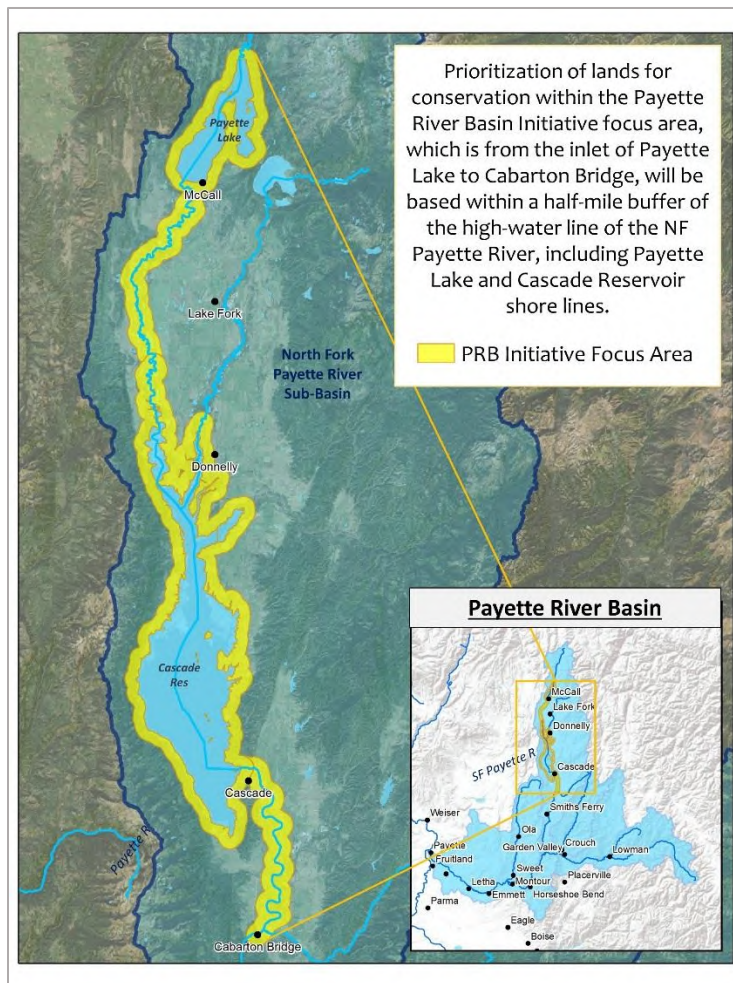 Prioritization of lands for
conservation within the Payette
River Basin Initiative focus area,
which is from the inlet of Payette
Lake to Cabarton Bridge, will be
based within a half-mile buffer of
the high-water line of the NF
Payette River, including Payette
Lake and Cascade Reservoir
shore lines.
PRB Initiative Focus Area
Payette
Lake
McCall
Lake Fork
North Fork
Payette River
Sub-Basin
Donnelly
Cascade
Res
Cascade
Payette R
Cabarton Bridge
Payette River Basin
McCall
Lake Fork
Donnelly
SF Payette R
Cascade
Smiths Ferry
Weiser
Ola
Garden Valley
Crouch
Lowman
Payette
Fruitland
Sweet
Placerville
Letha
Montour
Emmett
Horseshoe Bend
Parma
Eagle
Boise